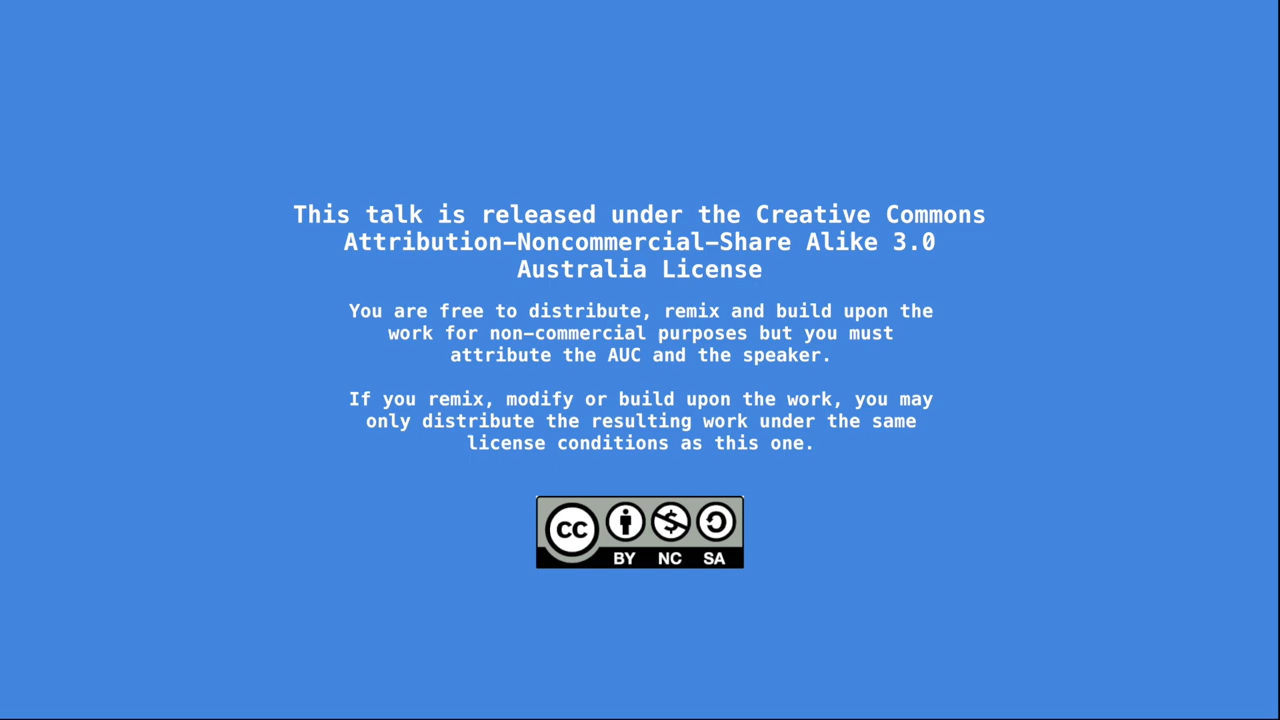 This talk is released under the Creative Commons
Attribution-Noncommercial-Share Alike 3.0
Australia License
You are free to distribute, remix and build upon the
work for non-commercial purposes but you must
attribute the AUC and the speaker.
If you remix, modify or build upon the work, you may
only distribute the resulting work under the same
license conditions as this one.
cc
BY NC SA